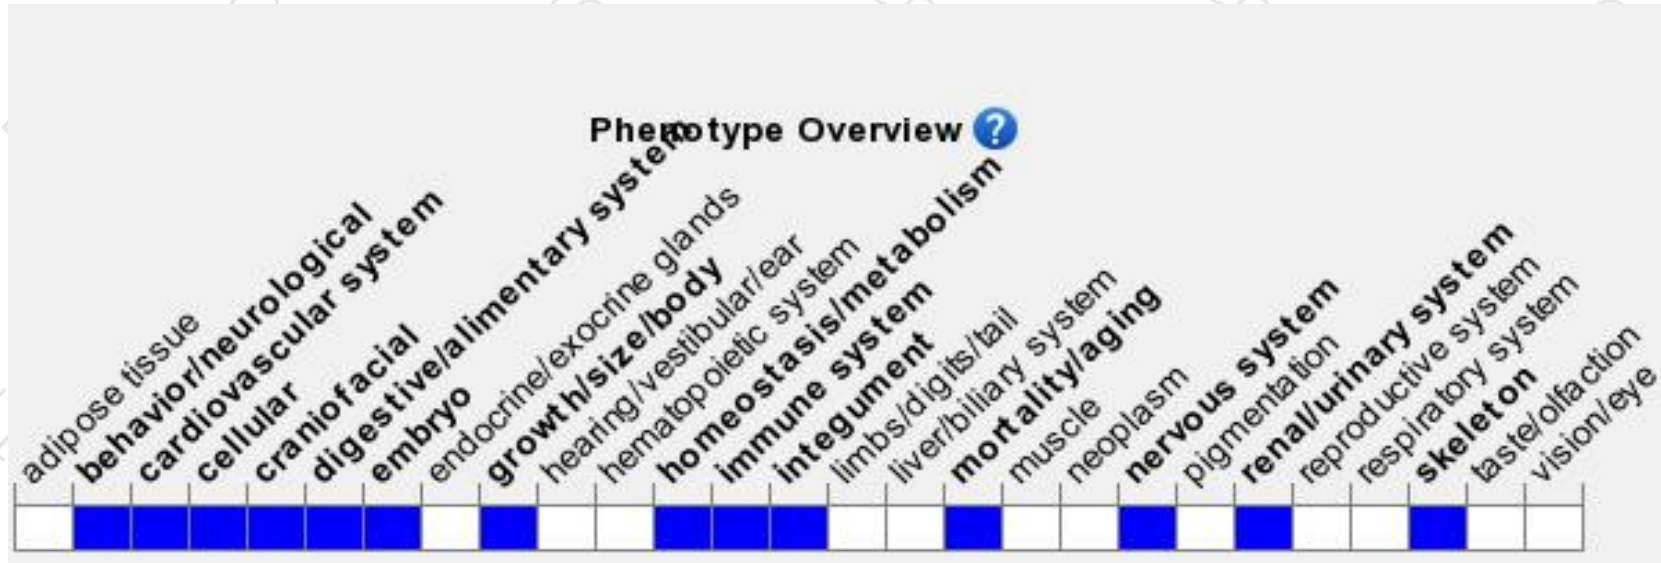 Phenotype Overview ?
adipose tissue
behavior/neurological
cardiovascular system
cellular
craniofacial
digestive/alimentary system
embryo
endocrine/exocrine glands
growth/size/body
hearing/vestibular/ear
hematopoietic system
homeostasis/metabolism
immune system
integument
limbs/digits/tail
liver/biliary system
mortality/aging
muscle
neoplasm
nervous system
pigmentation
renal/urinary system
reproductive system
respiratory system
skeleton
taste/olfaction
vision/eye